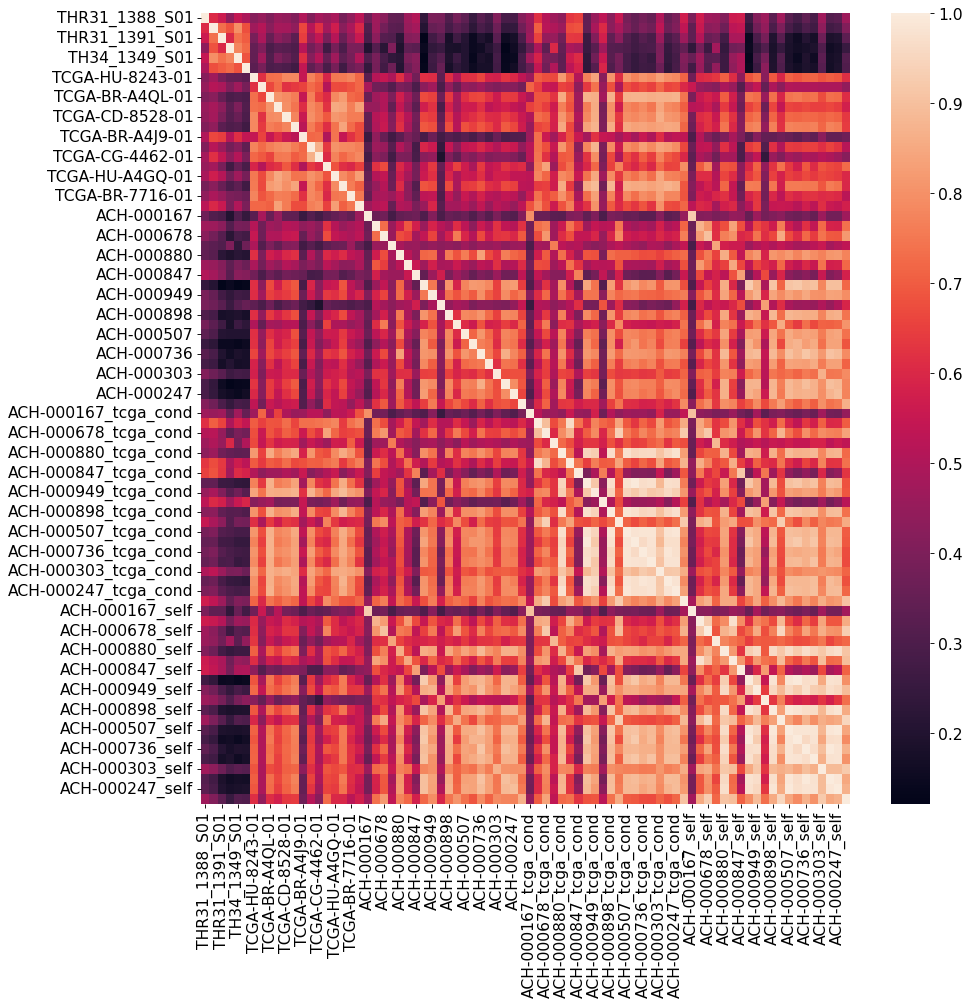 THR31_1388_S01
THR31_1391_S01
TH34_1349_S01
TCGA-HU-8243-01
TCGA-BR-A4QL-01
TCGA-CD-8528-01
TCGA-BR-A4J9-01
TCGA-CG-4462-01
TCGA-HU-A4GQ-01
TCGA-BR-7716-01
ACH-000167
ACH-000678
ACH-000880
ACH-000847
ACH-000949
ACH-000898
ACH-000507
ACH-000736
ACH-000303
ACH-000247
ACH-000167_tcga_cond
ACH-000678_tcga_cond
ACH-000880_tcga_cond
ACH-000847_tcga_cond
ACH-000949_tcga_cond
ACH-000898_tcga_cond
ACH-000507_tcga_cond
ACH-000736_tcga_cond
ACH-000303_tcga_cond
ACH-000247_tcga_cond
ACH-000167_self
ACH-000678_self
ACH-000880_self
ACH-000847_self
ACH-000949_self
ACH-000898_self
ACH-000507_self
ACH-000736_self
ACH-000303_self
ACH-000247_self
THR31_1388_S01
THR31_1391_S01
TH34_1349_S01
TCGA-HU-8243-01
TCGA-BR-A4QL-01
TCGA-CD-8528-01
TCGA-BR-A4J9-01
TCGA-CG-4462-01
TCGA-HU-A4GQ-01
TCGA-BR-7716-01
ACH-000167
ACH-000678
ACH-000880
ACH-000847
ACH-000949
ACH-000898
ACH-000507
ACH-000736
ACH-000303
ACH-000247
ACH-000167_tcga_cond
ACH-000678_tcga_cond
ACH-000880_tcga_cond
ACH-000847_tcga_cond
ACH-000949_tcga_cond
ACH-000898_tcga_cond
ACH-000507_tcga_cond
ACH-000736_tcga_cond
ACH-000303_tcga_cond
ACH-000247_tcga_cond
ACH-000167_self
ACH-000678_self
ACH-000880_self
ACH-000847_self
ACH-000949_self
ACH-000898_self
ACH-000507_self
ACH-000736_self
ACH-000303_self
ACH-000247_self
1.0
0.9
0.8
0.7
0.6
0.5
0.4
0.3
0.2